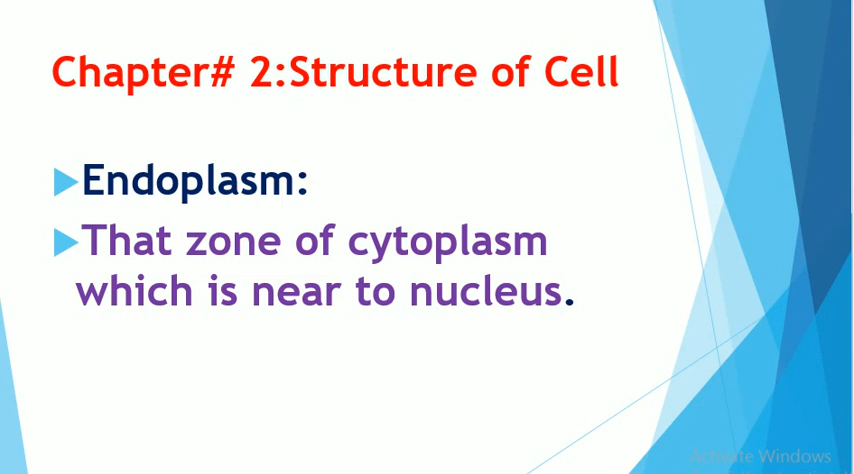 Chapter# 2:Structure of Cell
Endoplasm:
That zone of cytoplasm
which is near to nucleus.
Activate Windows